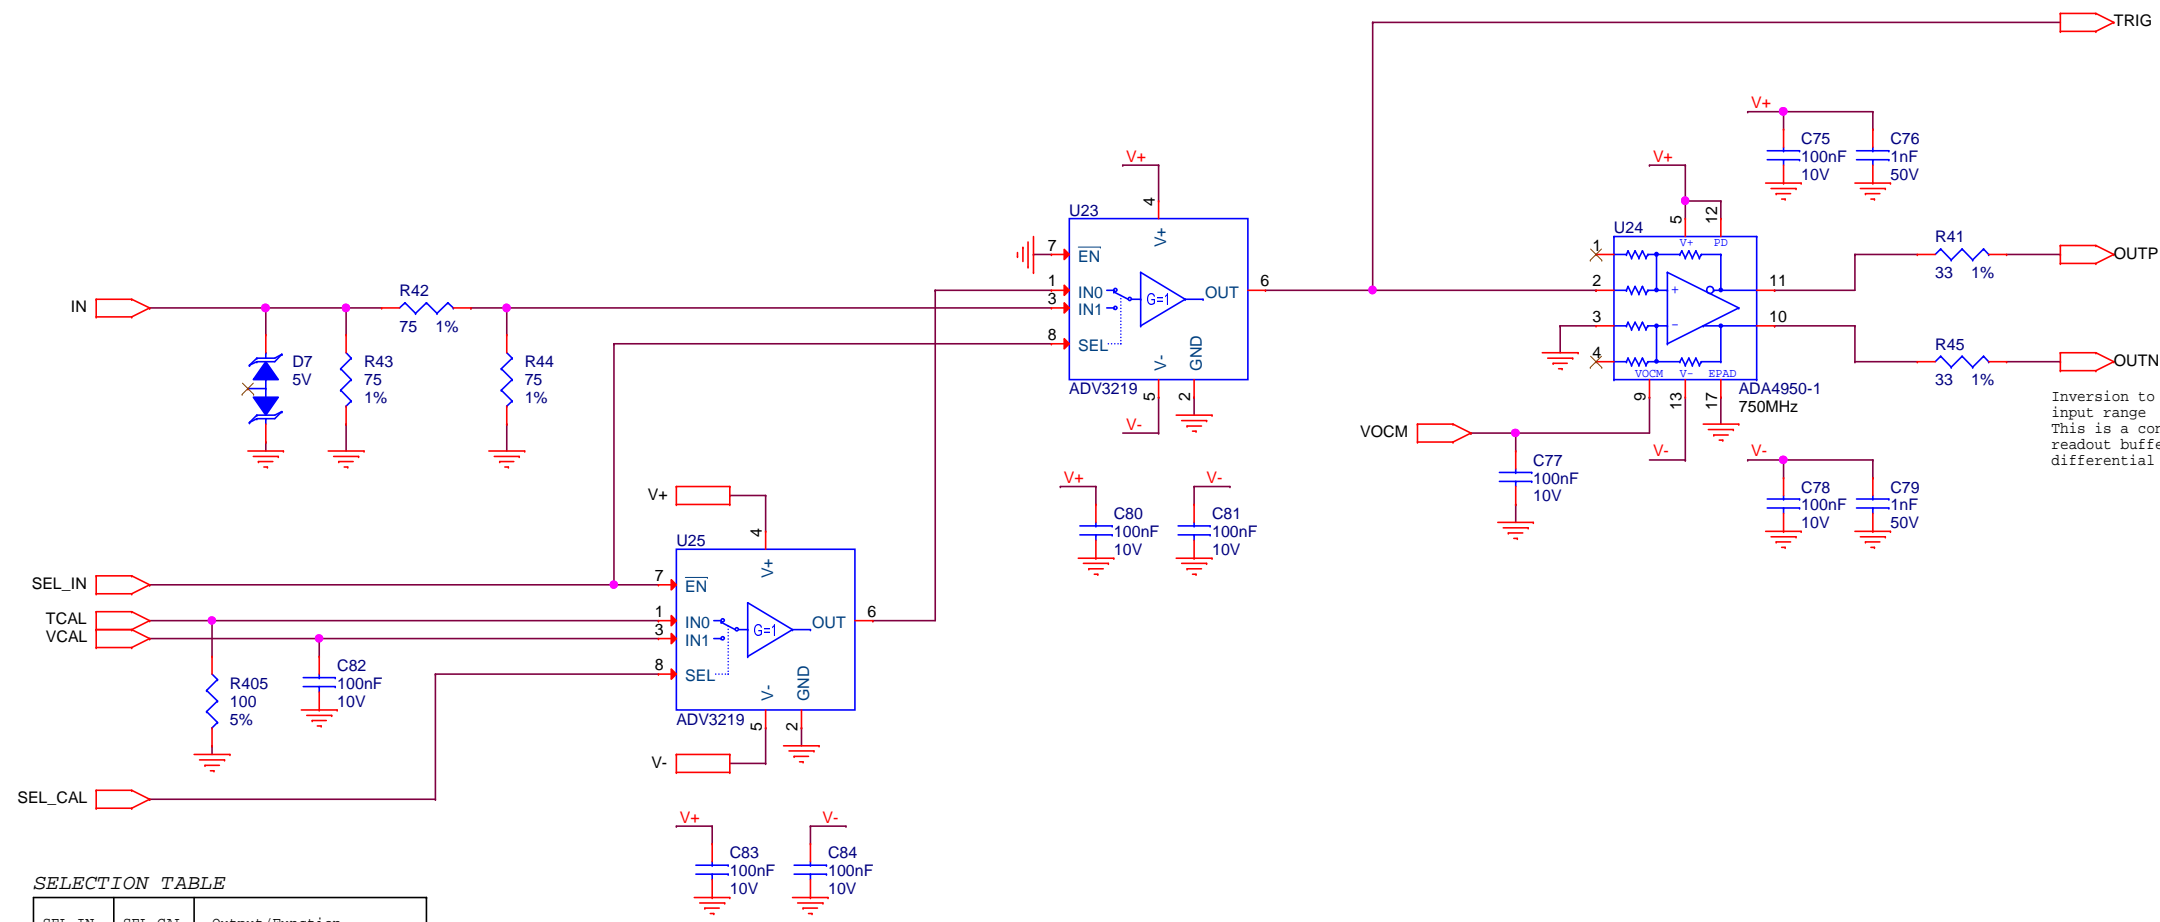 TRIG
V+
C75
100nF
10V
C76
1nF
50V
V+
V+
U23
4
7
EN
V+
1
IN0
3
IN1
G=1
OUT
6
8
SEL
V-
GND
ADV3219
5
2
V-
U24
5
12
V+
PD
1
2
3
4
+
-
11
10
VOCM
V-
EPAD
ADA4950-1
750MHz
9
13
17
V-
R41
33 1%
OUTP
R45
33 1%
OUTN
Inversion to
input range
This is a con
readout buffe
differential
IN
R42
75 1%
D7
5V
R43
75
1%
R44
75
1%
VOCM
C77
100nF
10V
V-
C78
100nF
10V
C79
1nF
50V
V+
C80
100nF
10V
V-
C81
100nF
10V
V+
U25
4
SEL_IN
7
EN
V+
TCAL
1
IN0
VCAL
3
IN1
G=1
OUT
6
8
SEL
V-
GND
ADV3219
5
2
V-
R405
100
5%
C82
100nF
10V
SEL_CAL
V+
C83
100nF
10V
V-
C84
100nF
10V
SELECTION TABLE
SEL_IN SEL_CAL Output/Function